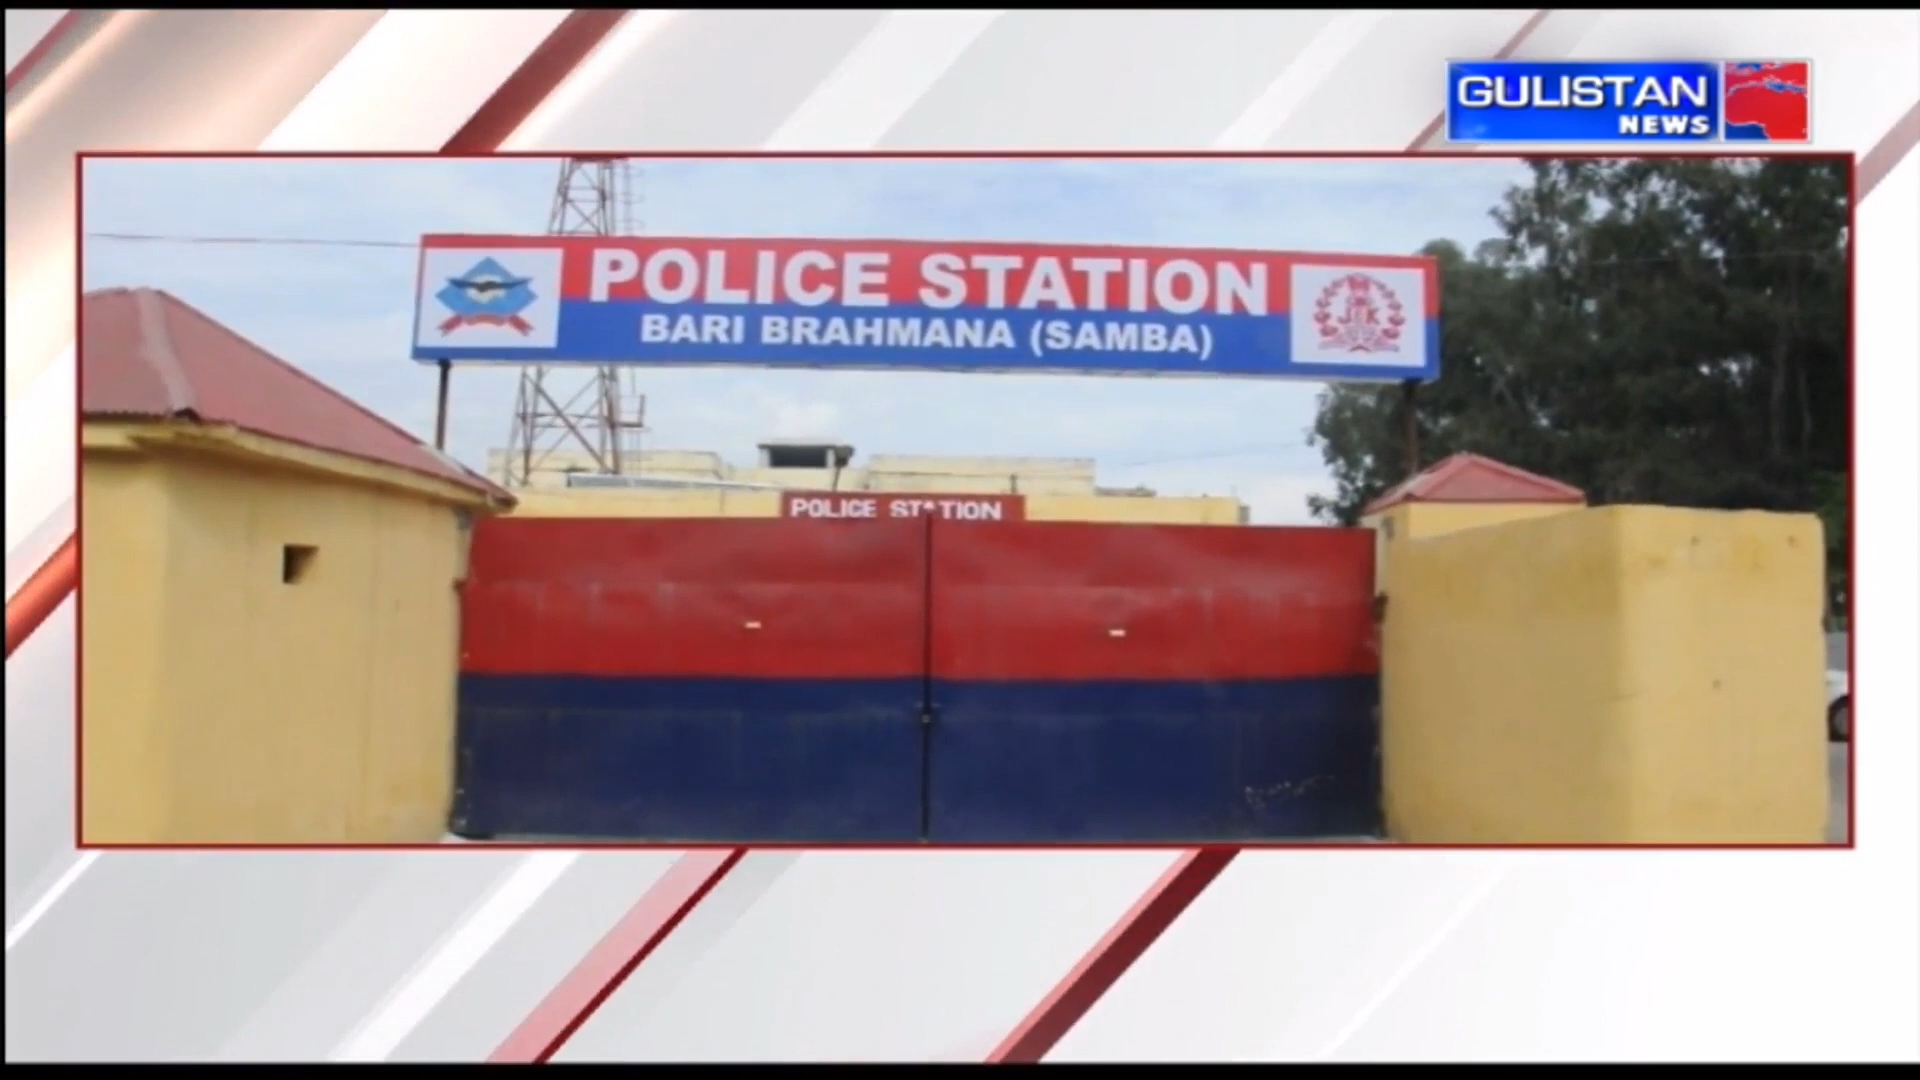 GULISTAN
NEWS
POLICE STATION
BARI BRAHMANA (SAMBA)
J&K
POLICE STATION